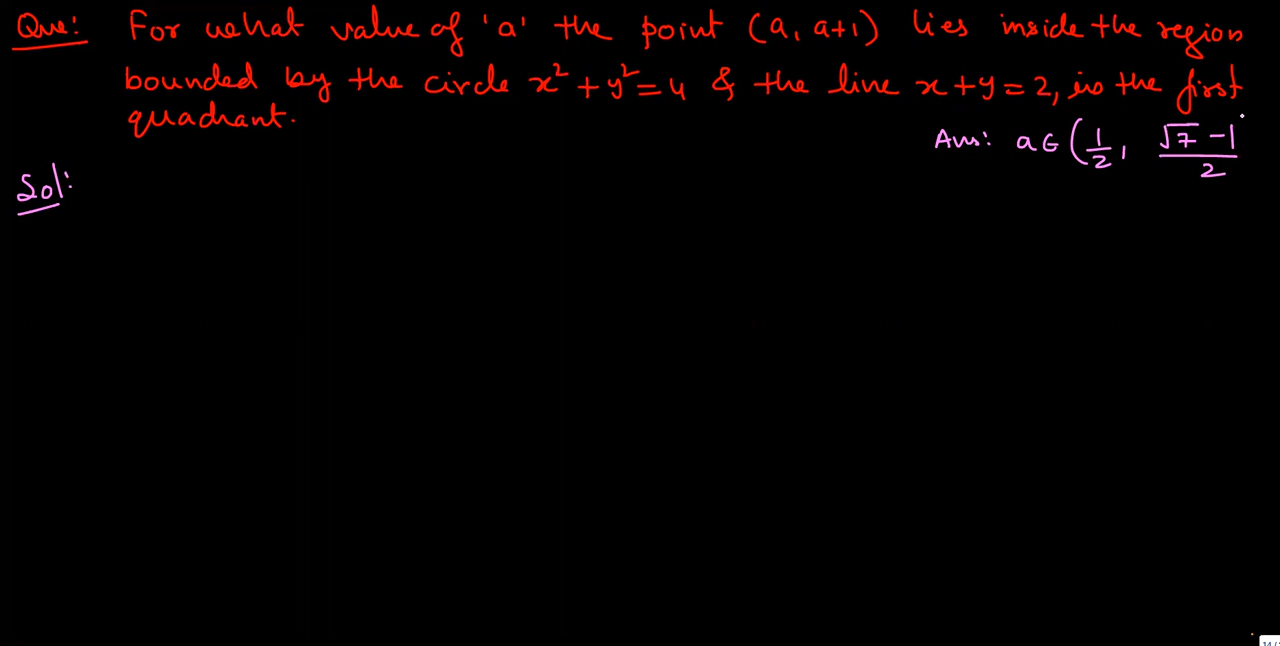 Que: For what value of 'a' the point (a, a+1) lies inside the region
bounded by the circle x²+y²=4 & the line x+y=2, in the first
quadrant.
Ans: a∈(1/2, (√7-1)/2
Sol: